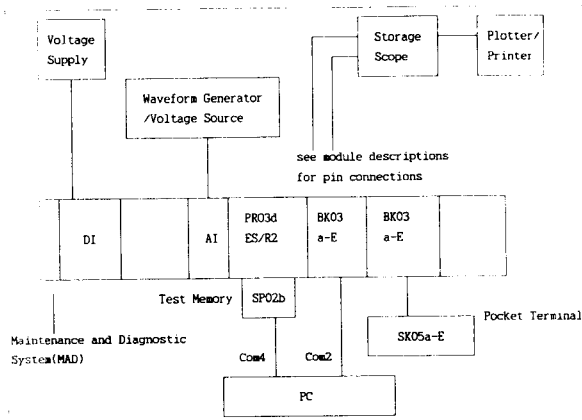 Voltage
Supply
Storage
Scope
Plotter/
Printer
Waveform Generator
/Voltage Source
see module descriptions
for pin connections
DI
AI
PR03d
ES/R2
BK03
a-E
BK03
a-E
Test Memory
SP02b
Pocket Terminal
SK05a-E
Maintenance and Diagnostic
System(MAD)
Com4
Com2
PC